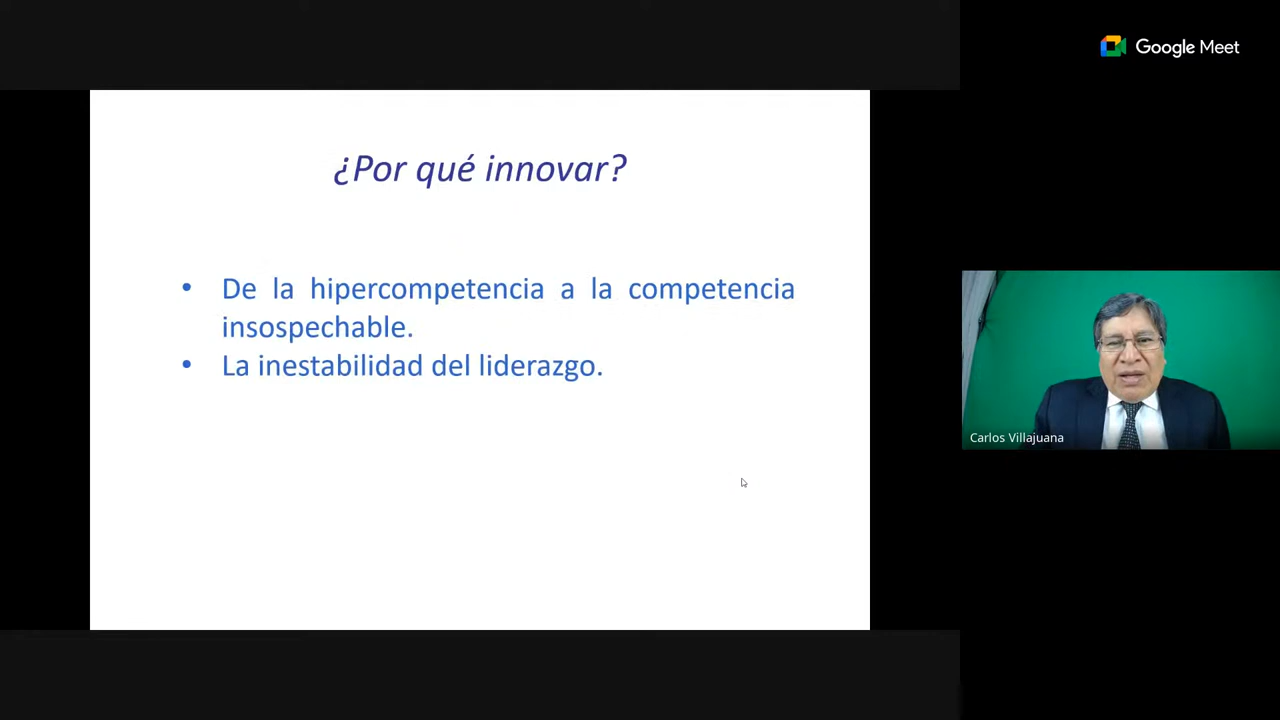 Google Meet
¿Por qué innovar?
• De la hipercompetencia a la competencia
insospechable.
• La inestabilidad del liderazgo.
Carlos Villajuana